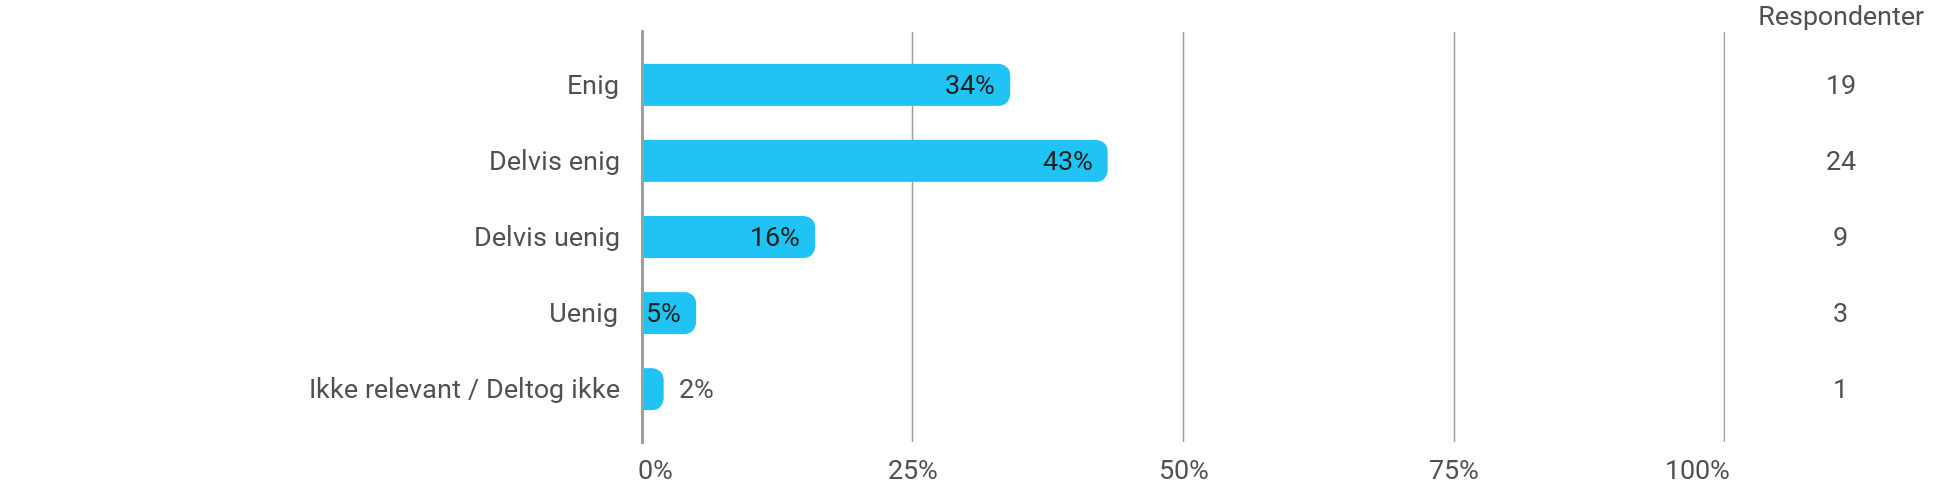 Respondenter
Enig 34% 19
Delvis enig 43% 24
Delvis uenig 16% 9
Uenig 5% 3
Ikke relevant / Deltog ikke 2% 1
0% 25% 50% 75% 100%